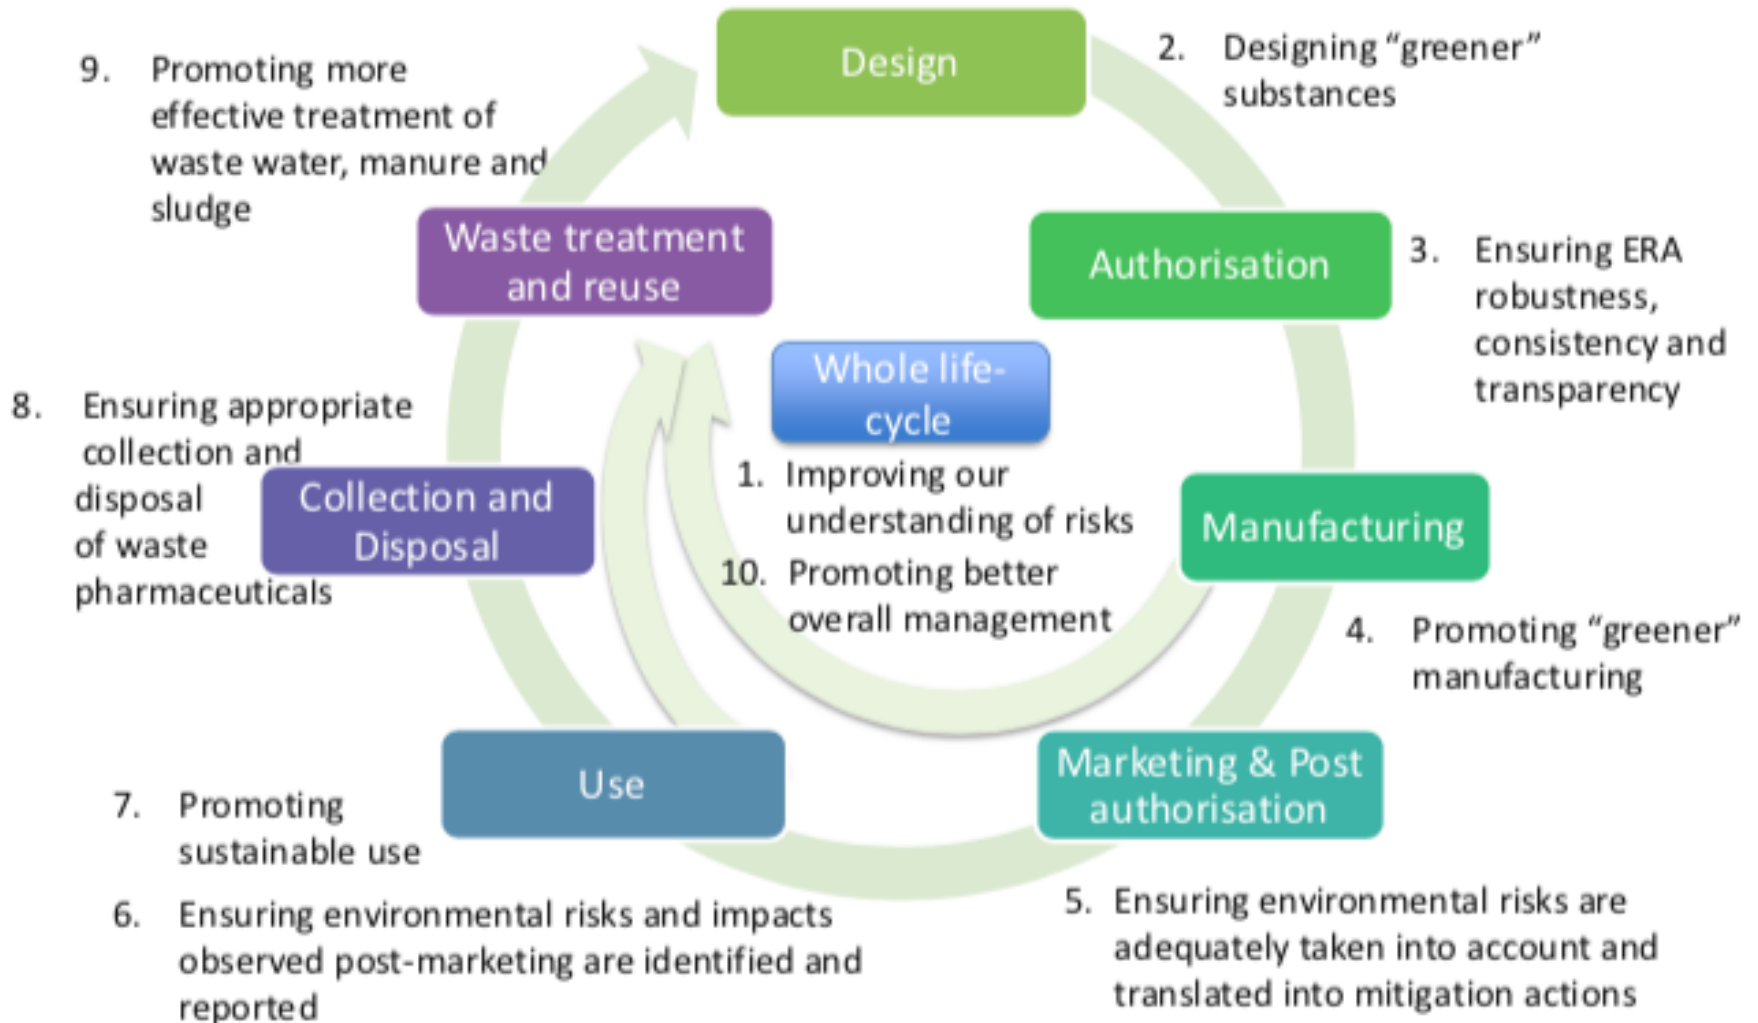 Design
2. Designing “greener”
substances
9. Promoting more
effective treatment of
waste water, manure and
sludge
Waste treatment
and reuse
Authorisation
3. Ensuring ERA
robustness,
consistency and
transparency
Whole life-
cycle
1. Improving our
understanding of risks
10. Promoting better
overall management
8. Ensuring appropriate
collection and
disposal
of waste
pharmaceuticals
Collection and
Disposal
Manufacturing
4. Promoting “greener”
manufacturing
Use
Marketing & Post
authorisation
7. Promoting
sustainable use
6. Ensuring environmental risks and impacts
observed post-marketing are identified and
reported
5. Ensuring environmental risks are
adequately taken into account and
translated into mitigation actions